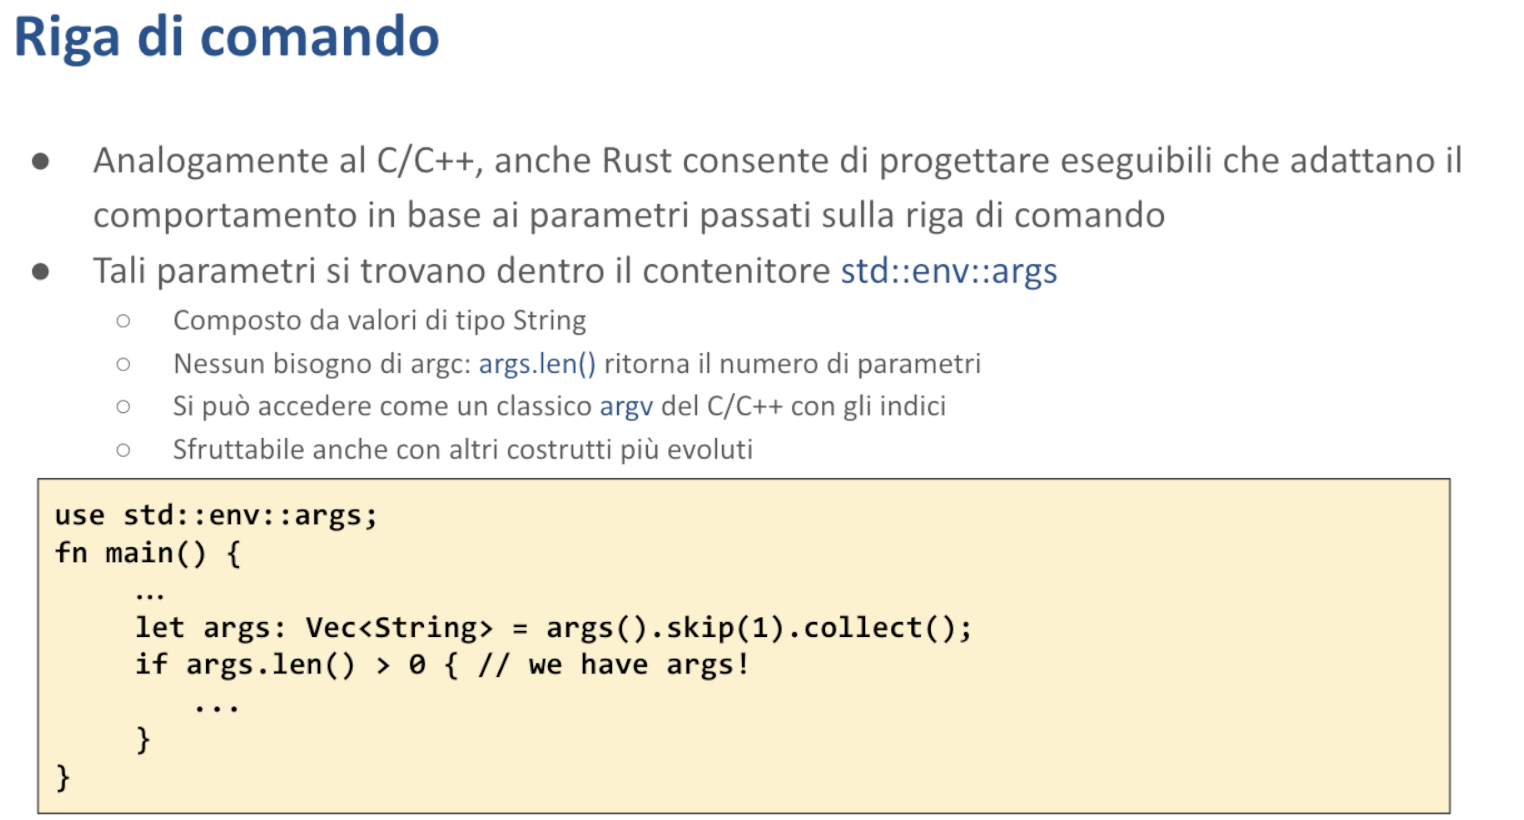 Riga di comando
● Analogamente al C/C++, anche Rust consente di progettare eseguibili che adattano il
comportamento in base ai parametri passati sulla riga di comando
● Tali parametri si trovano dentro il contenitore std::env::args
○ Composto da valori di tipo String
○ Nessun bisogno di argc: args.len() ritorna il numero di parametri
○ Si può accedere come un classico argv del C/C++ con gli indici
○ Sfruttabile anche con altri costrutti più evoluti
use std::env::args;
fn main() {
...
let args: Vec<String> = args().skip(1).collect();
if args.len() > 0 { // we have args!
...
}
}